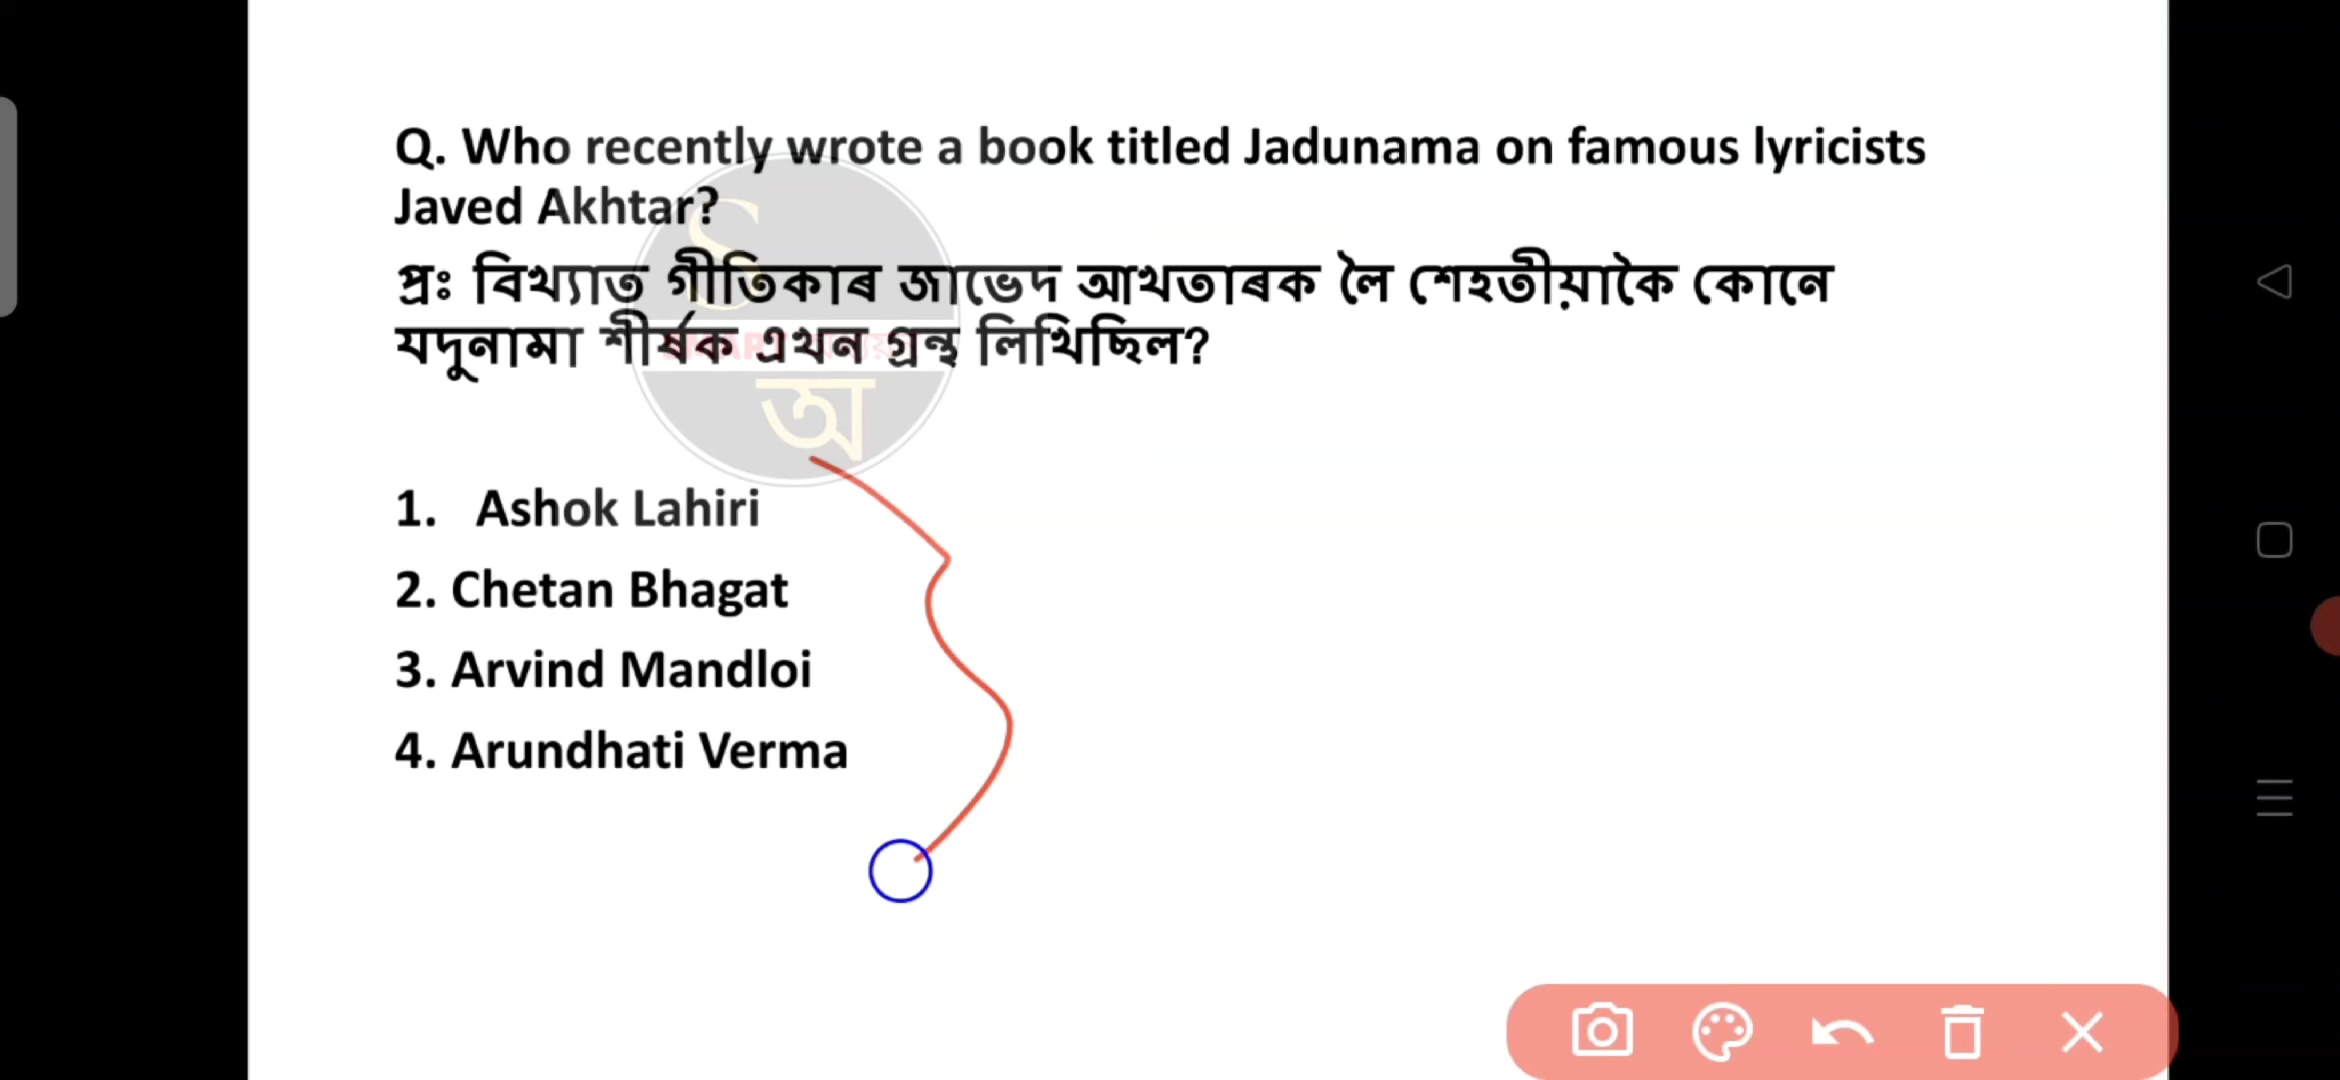 Q. Who recently wrote a book titled Jadunama on famous lyricists
Javed Akhtar?
প্ৰঃ বিখ্যাত গীতিকাৰ জাভেদ আখতাৰক লৈ শেহতীয়াকৈ কোনে
যদুনামা শীৰ্ষক এখন গ্ৰন্থ লিখিছিল?
S
SMART
অ
1. Ashok Lahiri
2. Chetan Bhagat
3. Arvind Mandloi
4. Arundhati Verma